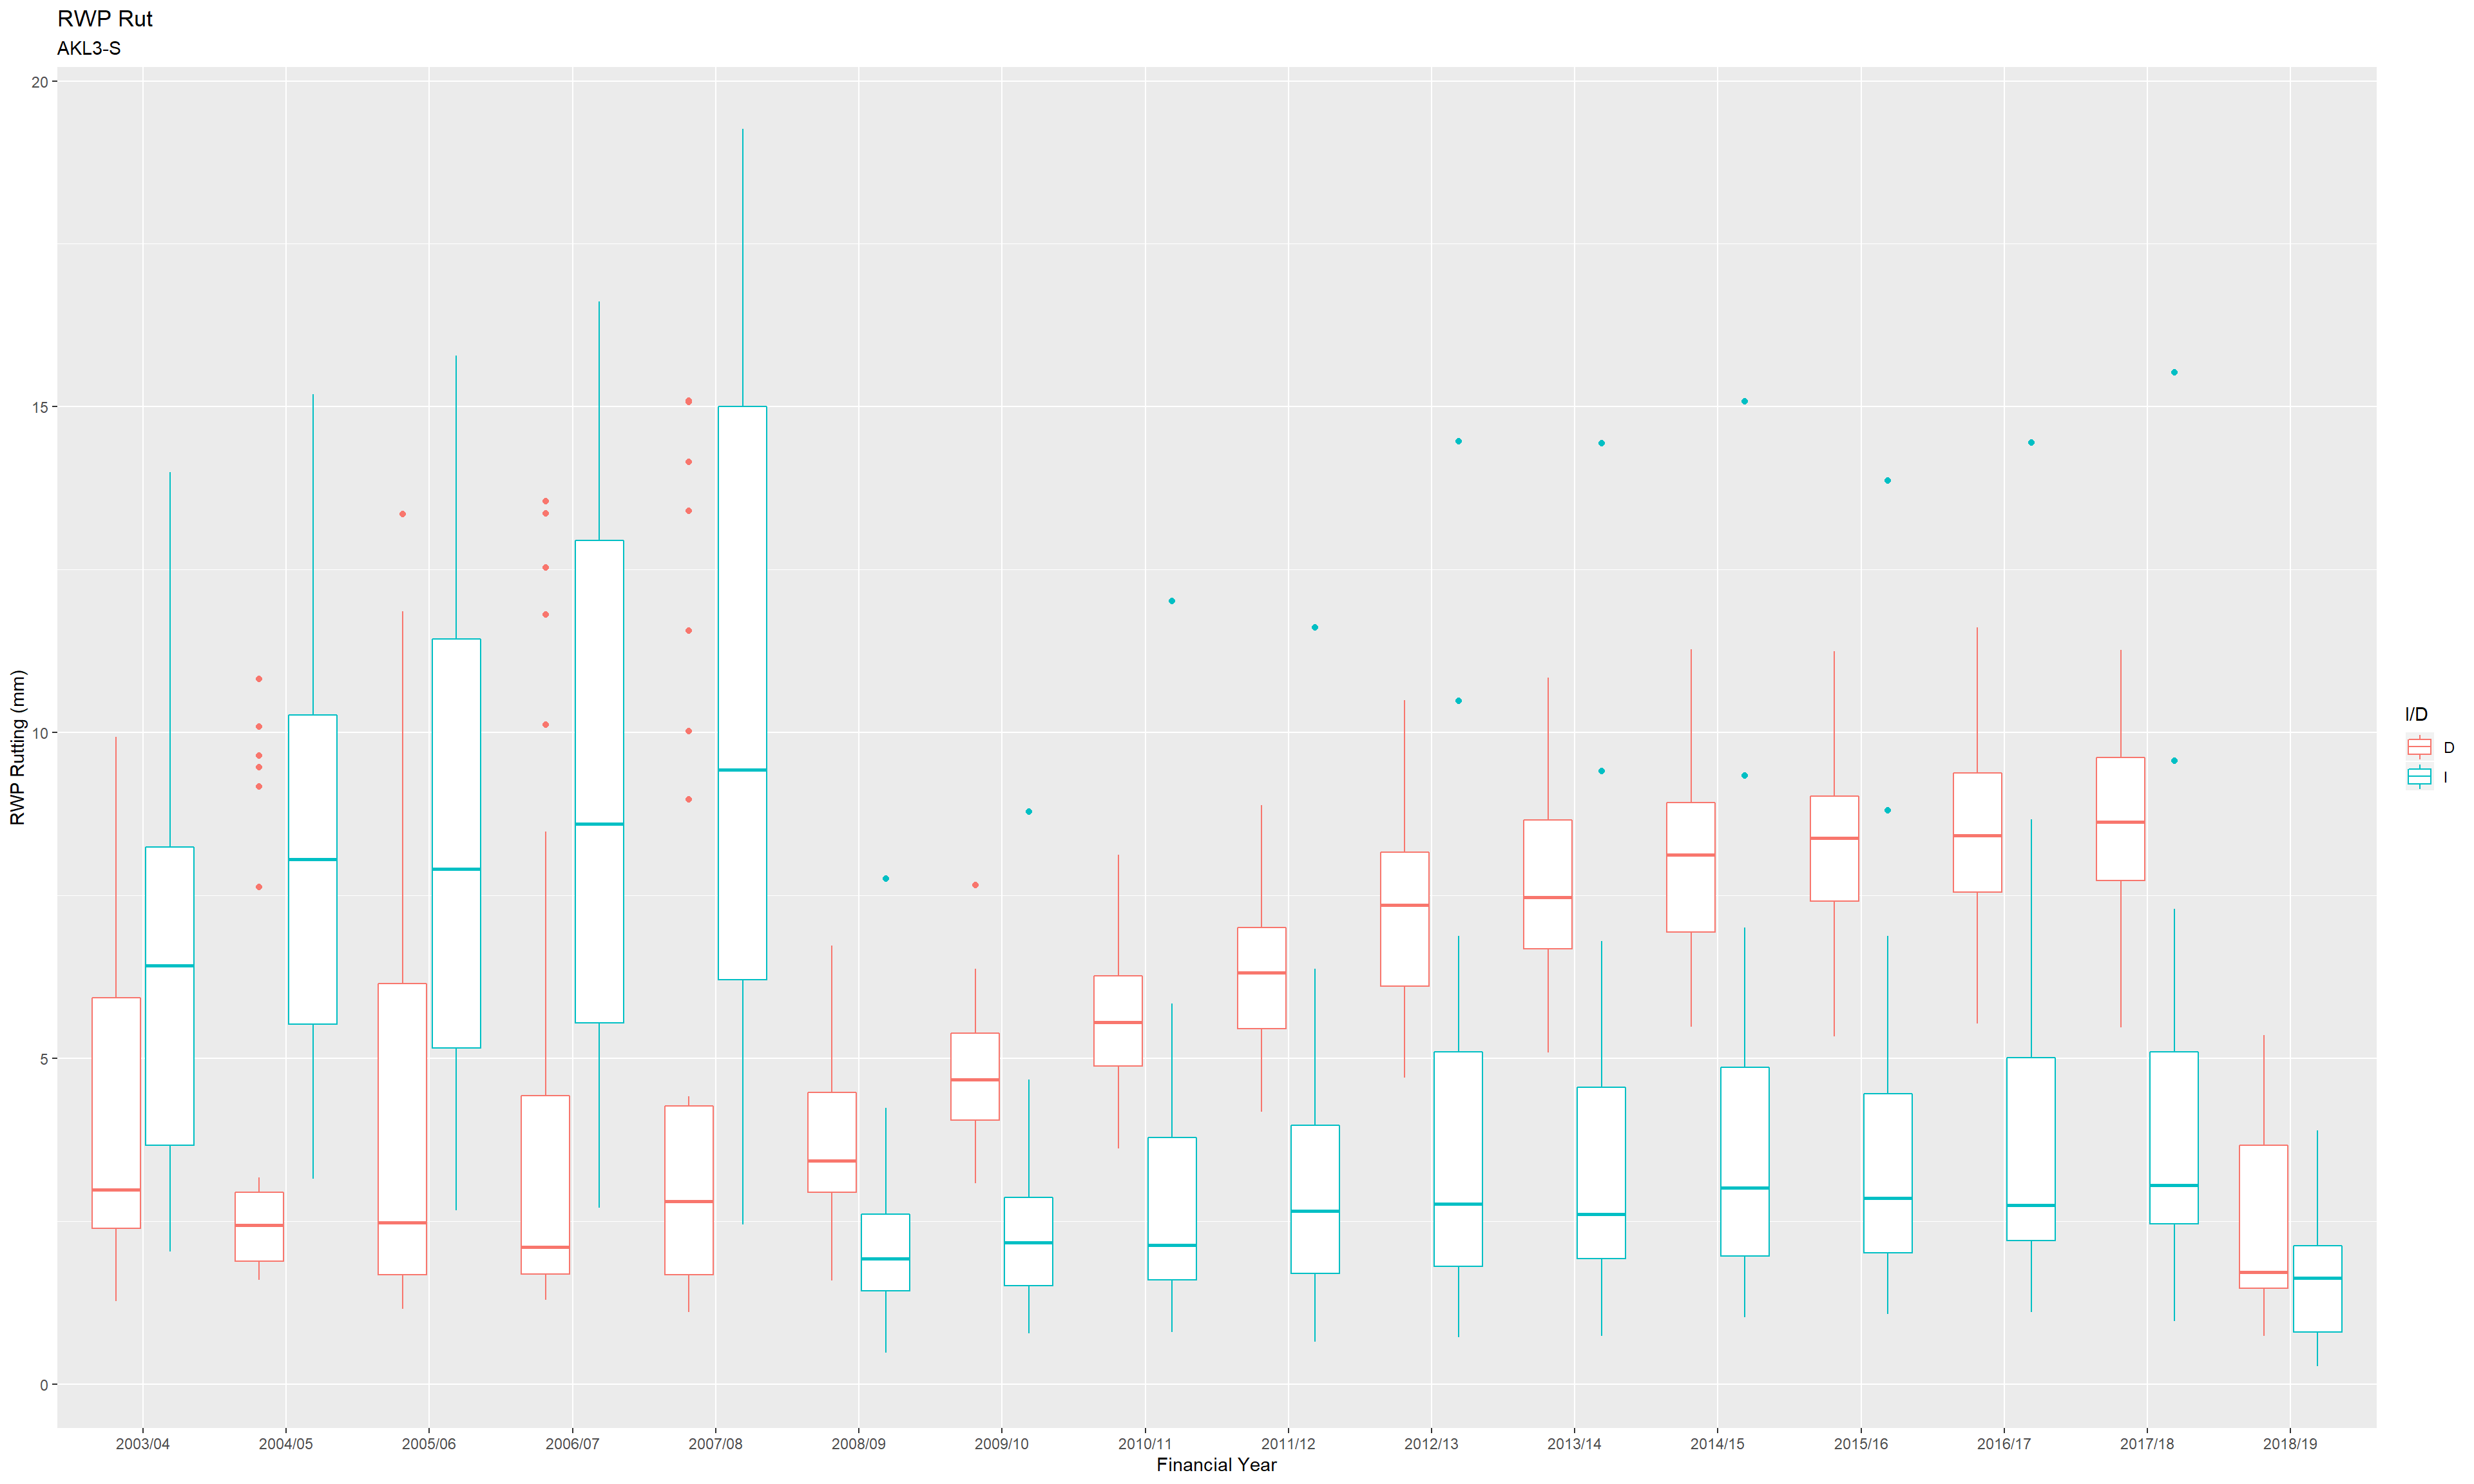 RWP Rut
AKL3-S
20
15
10
5
0
RWP Rutting (mm)
2003/04 2004/05 2005/06 2006/07 2007/08 2008/09 2009/10 2010/11 2011/12 2012/13 2013/14 2014/15 2015/16 2016/17 2017/18 2018/19
Financial Year
I/D
D
I